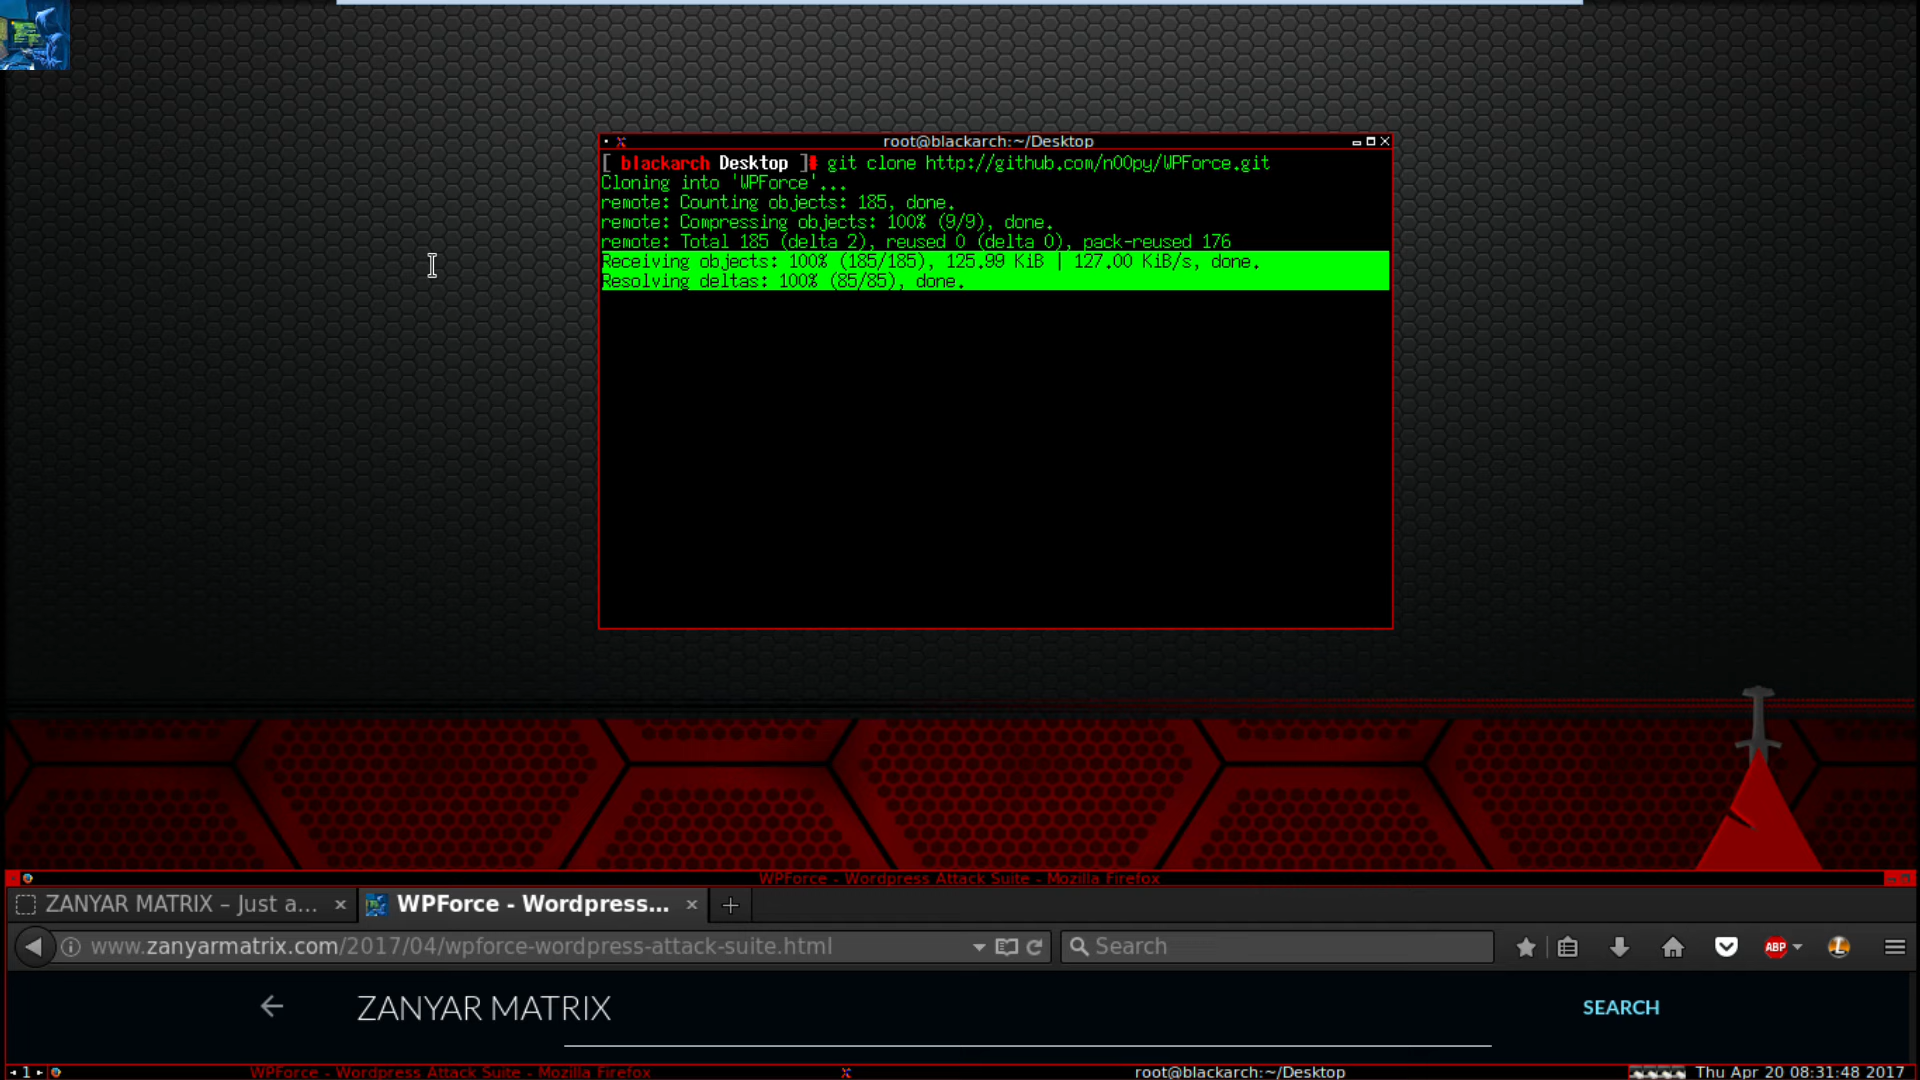 root@blackarch:~/Desktop
[ blackarch Desktop ]# git clone http://github.com/n00py/WPForce.git
Cloning into 'WPForce'...
remote: Counting objects: 185, done.
remote: Compressing objects: 100% (9/9), done.
remote: Total 185 (delta 2), reused 0 (delta 0), pack-reused 176
Receiving objects: 100% (185/185), 125.99 KiB | 127.00 KiB/s, done.
Resolving deltas: 100% (85/85), done.
WPForce - Wordpress Attack Suite - Mozilla Firefox
ZANYAR MATRIX – Just a...
WPForce - Wordpress...
www.zanyarmatrix.com/2017/04/wpforce-wordpress-attack-suite.html
Search
ABP
ZANYAR MATRIX
SEARCH
1
WPForce - Wordpress Attack Suite - Mozilla Firefox
root@blackarch:~/Desktop
Thu Apr 20 08:31:48 2017